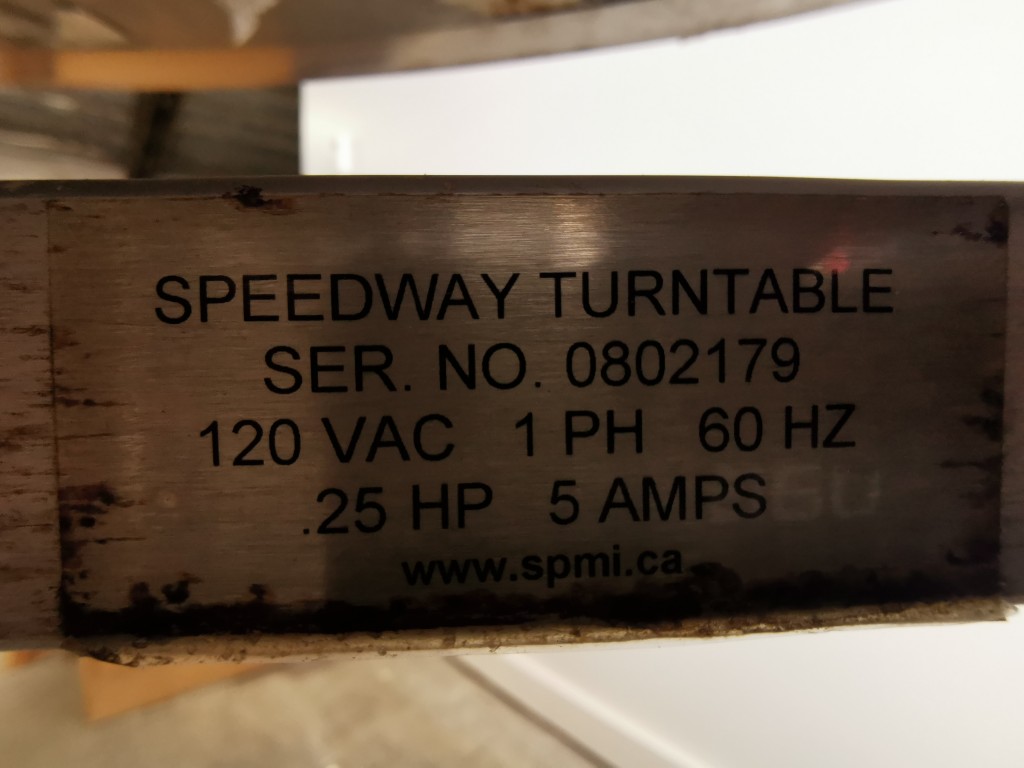 SPEEDWAY TURNTABLE
SER. NO. 0802179
120 VAC 1 PH 60 HZ
.25 HP 5 AMPS
www.spmi.ca